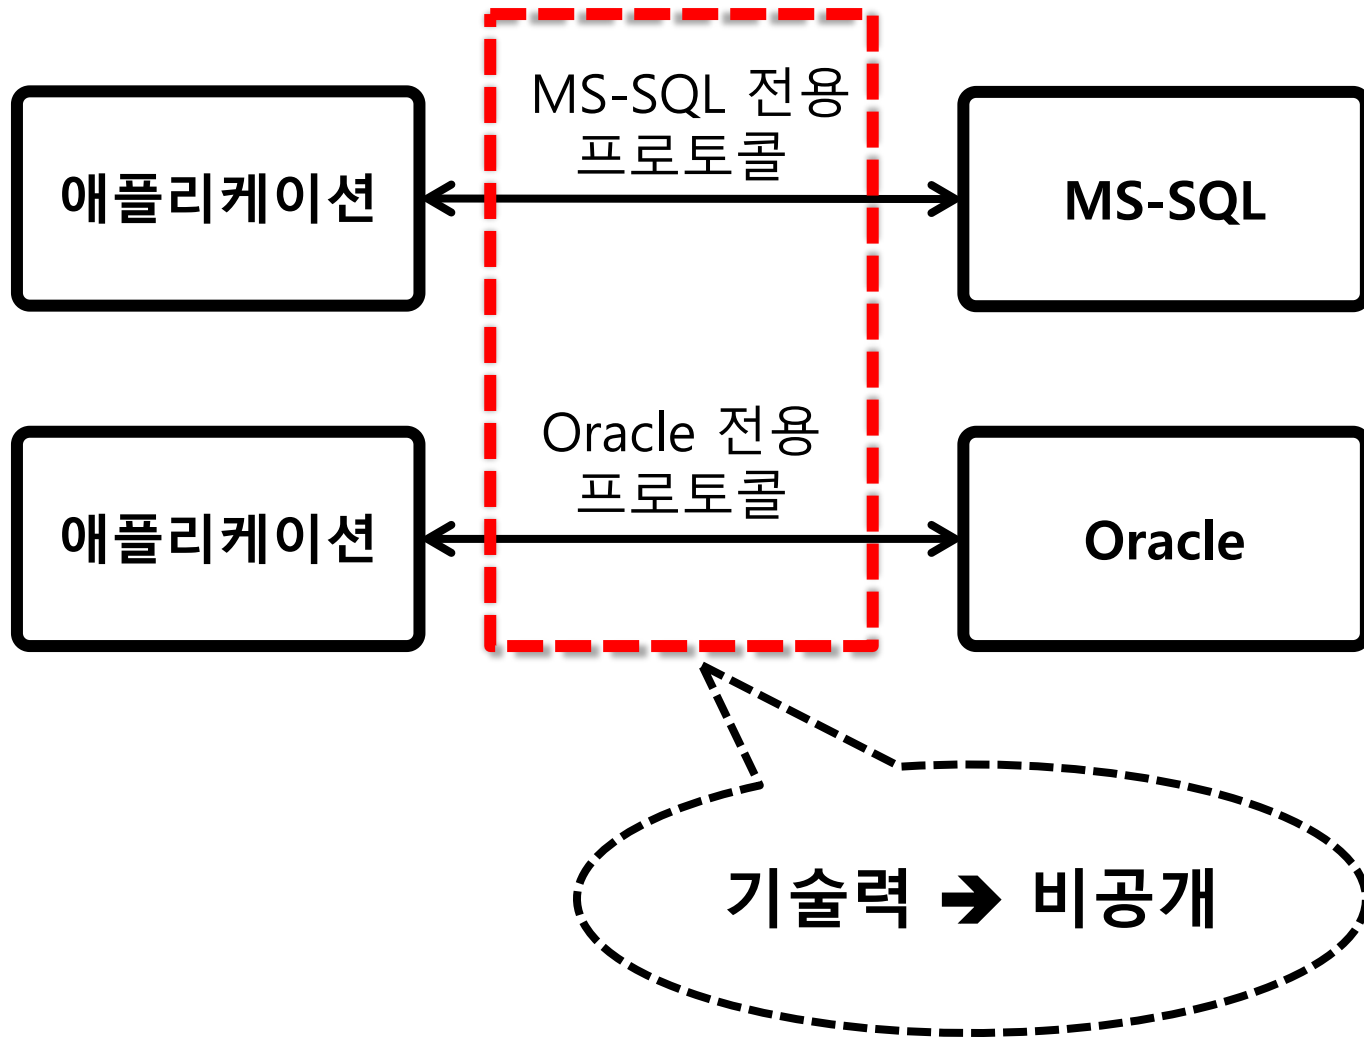 MS-SQL 전용
프로토콜
애플리케이션
MS-SQL
Oracle 전용
프로토콜
애플리케이션
Oracle
기술력 ➔ 비공개